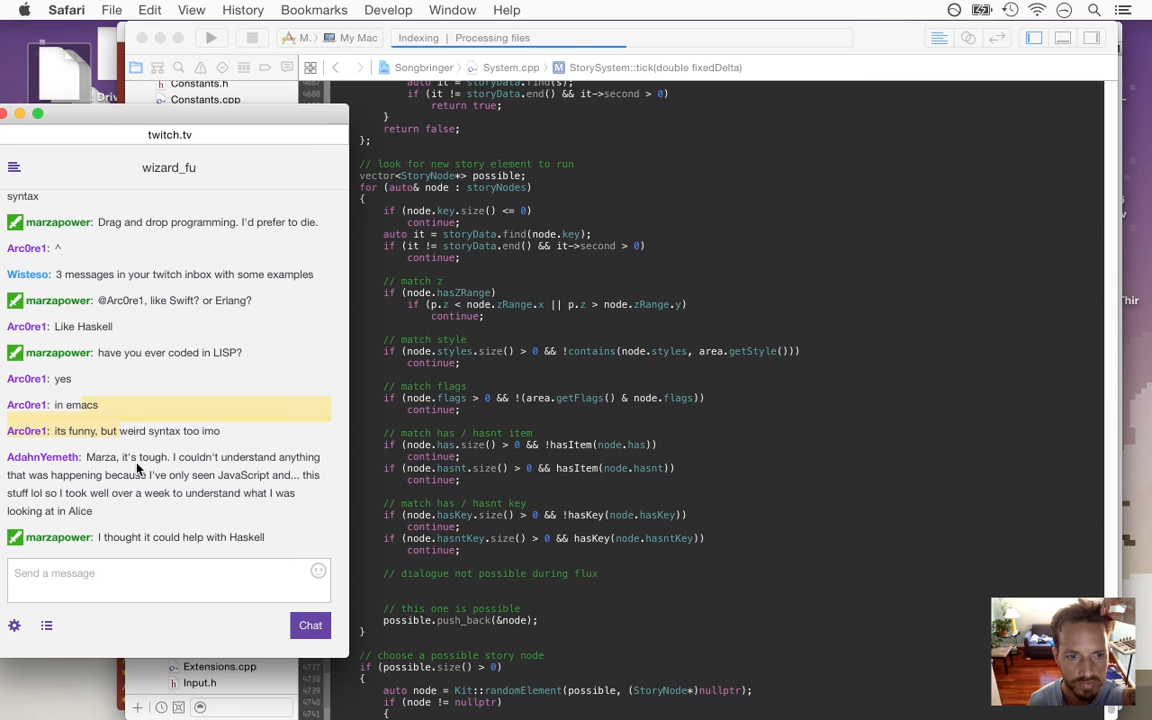 Safari File Edit View History Bookmarks Develop Window Help
M. My Mac
Indexing | Processing files
Songbringer System.cpp M StorySystem::tick(double fixedDelta)
Constants.h
Constants.cpp
Driv
twitch.tv
wizard_fu
syntax
marzapower: Drag and drop programming. I'd prefer to die.
Arc0re1: ^
Wisteso: 3 messages in your twitch inbox with some examples
marzapower: @Arc0re1, like Swift? or Erlang?
Arc0re1: Like Haskell
marzapower: have you ever coded in LISP?
Arc0re1: yes
Arc0re1: in emacs
Arc0re1: its funny, but weird syntax too imo
AdahnYemeth: Marza, it's tough. I couldn't understand anything
that was happening because I've only seen JavaScript and... this
stuff lol so I took well over a week to understand what I was
looking at in Alice
marzapower: I thought it could help with Haskell
Send a message
Chat
Extensions.cpp
Input.h
4687
4688
auto it = storyData.find(s);
if (it != storyData.end() && it->second > 0)
return true;
}
return false;
};
// look for new story element to run
vector<StoryNode*> possible;
for (auto& node : storyNodes)
{
if (node.key.size() <= 0)
continue;
auto it = storyData.find(node.key);
if (it != storyData.end() && it->second > 0)
continue;
// match z
if (node.hasZRange)
if (p.z < node.zRange.x || p.z > node.zRange.y)
continue;
// match style
if (node.styles.size() > 0 && !contains(node.styles, area.getStyle()))
continue;
// match flags
if (node.flags > 0 && !(area.getFlags() & node.flags))
continue;
// match has / hasnt item
if (node.has.size() > 0 && !hasItem(node.has))
continue;
if (node.hasnt.size() > 0 && hasItem(node.hasnt))
continue;
// match has / hasnt key
if (node.hasKey.size() > 0 && !hasKey(node.hasKey))
continue;
if (node.hasntKey.size() > 0 && hasKey(node.hasntKey))
continue;
// dialogue not possible during flux
// this one is possible
possible.push_back(&node);
}
// choose a possible story node
4737 if (possible.size() > 0)
4738 {
4739 auto node = Kit::randomElement(possible, (StoryNode*)nullptr);
4740 if (node != nullptr)
4741 {
Thir